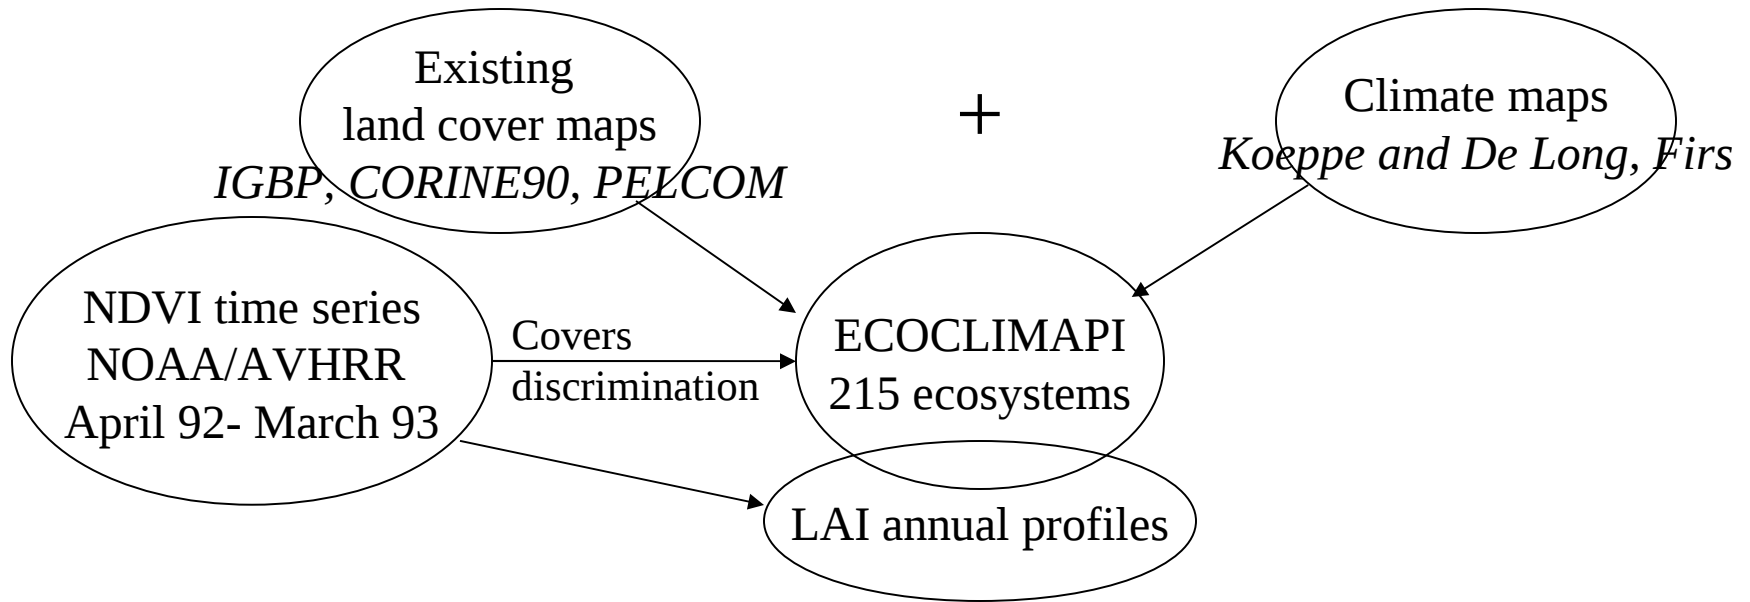 Existing
land cover maps
IGBP, CORINE90, PELCOM
+
Climate maps
Koeppe and De Long, Firs
NDVI time series
NOAA/AVHRR
April 92- March 93
Covers
discrimination
ECOCLIMAPI
215 ecosystems
LAI annual profiles